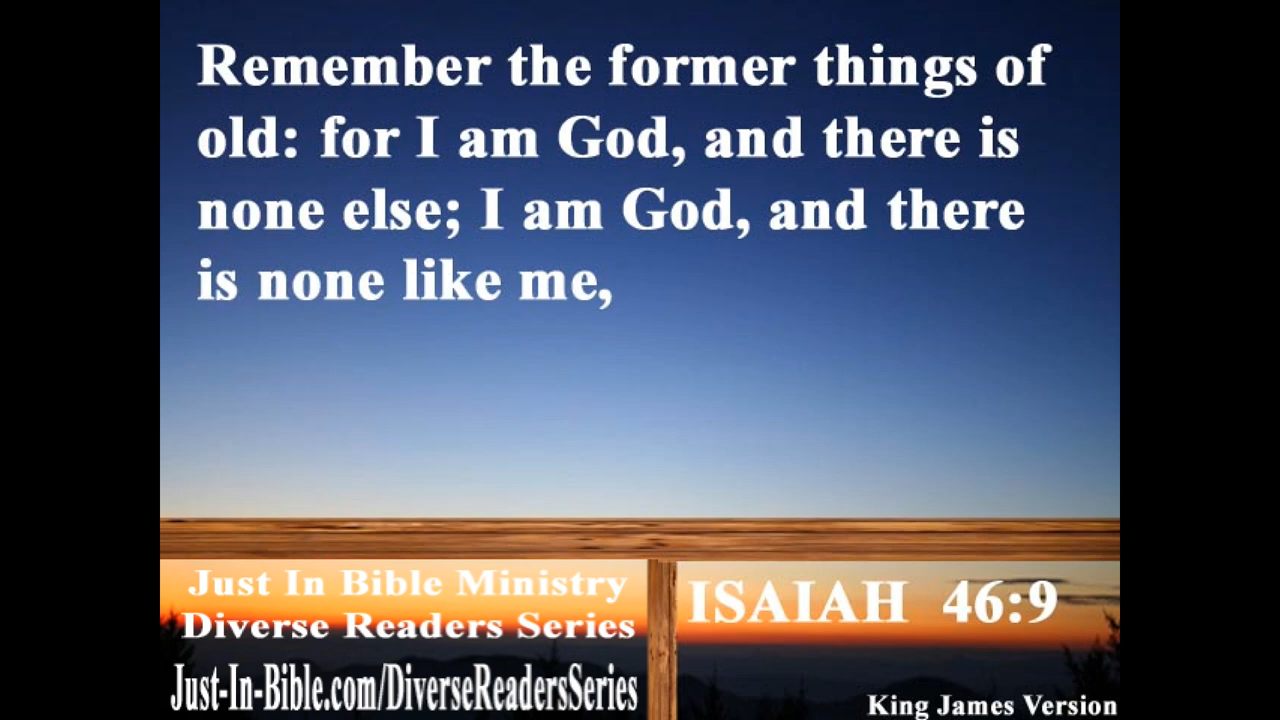 Remember the former things of
old: for I am God, and there is
none else; I am God, and there
is none like me,
Just In Bible Ministry
Diverse Readers Series
Just-In-Bible.com/DiverseReadersSeries
ISAIAH 46:9
King James Version